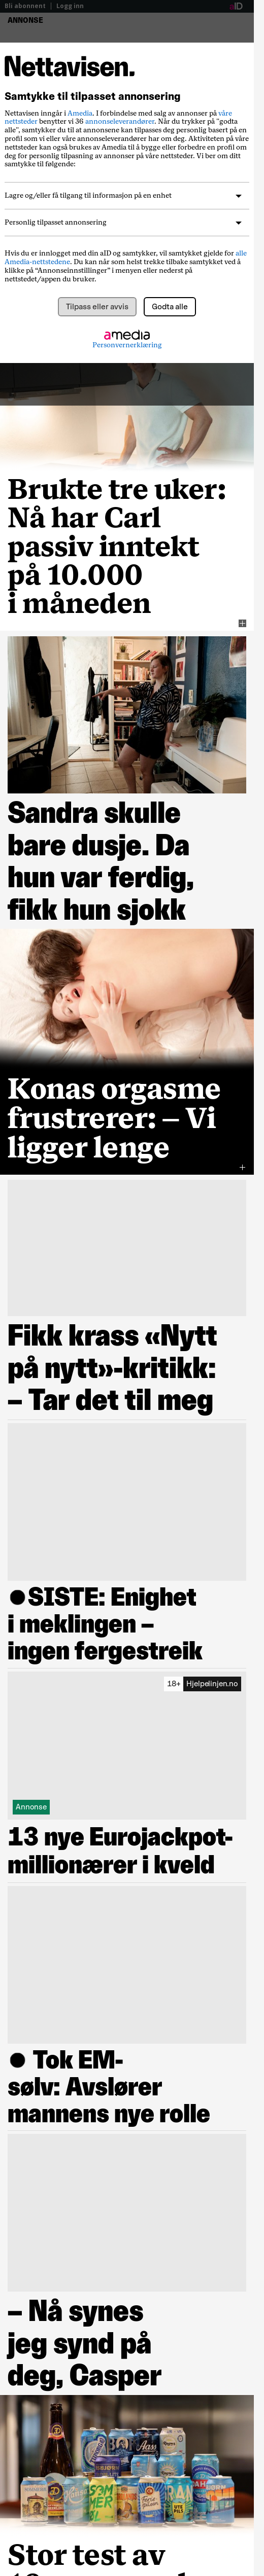 Bli abonnent | Logg inn
aID
ANNONSE
Nettavisen.
Samtykke til tilpasset annonsering
Nettavisen inngår i Amedia. I forbindelse med salg av annonser på våre
nettsteder benytter vi 36 annonseleverandører. Når du trykker på "godta
alle", samtykker du til at annonsene kan tilpasses deg personlig basert på en
profil som vi eller våre annonseleverandører har om deg. Aktiviteten på våre
nettsteder kan også brukes av Amedia til å bygge eller forbedre en profil om
deg for personlig tilpasning av annonser på våre nettsteder. Vi ber om ditt
samtykke til følgende:
Lagre og/eller få tilgang til informasjon på en enhet
Personlig tilpasset annonsering
Hvis du er innlogget med din aID og samtykker, vil samtykket gjelde for alle
Amedia-nettstedene. Du kan når som helst trekke tilbake samtykket ved å
klikke på “Annonseinnstillinger” i menyen eller nederst på
nettstedet/appen du bruker.
Tilpass eller avvis
Godta alle
amedia
Personvernerklæring
Brukte tre uker:
Nå har Carl
passiv inntekt
på 10.000
i måneden
Sandra skulle
bare dusje. Da
hun var ferdig,
fikk hun sjokk
Konas orgasme
frustrerer: – Vi
ligger lenge
Fikk krass «Nytt
på nytt»-kritikk:
– Tar det til meg
●SISTE: Enighet
i meklingen –
ingen fergestreik
18+ Hjelpelinjen.no
Annonse
13 nye Eurojackpot-
millionærer i kveld
● Tok EM-
sølv: Avslører
mannens nye rolle
– Nå synes
jeg synd på
deg, Casper
Stor test av